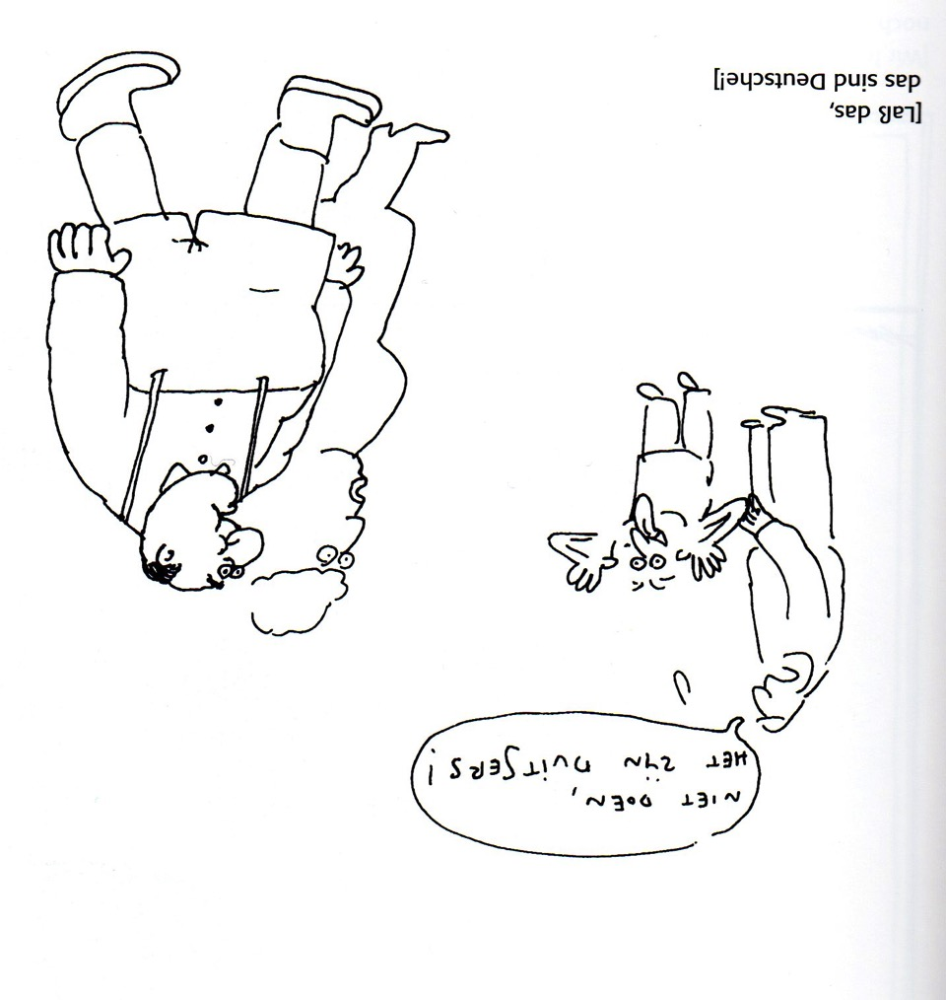 NIET DOEN,
HET ZIJN DUITSERS!
[Laß das,
das sind Deutsche!]